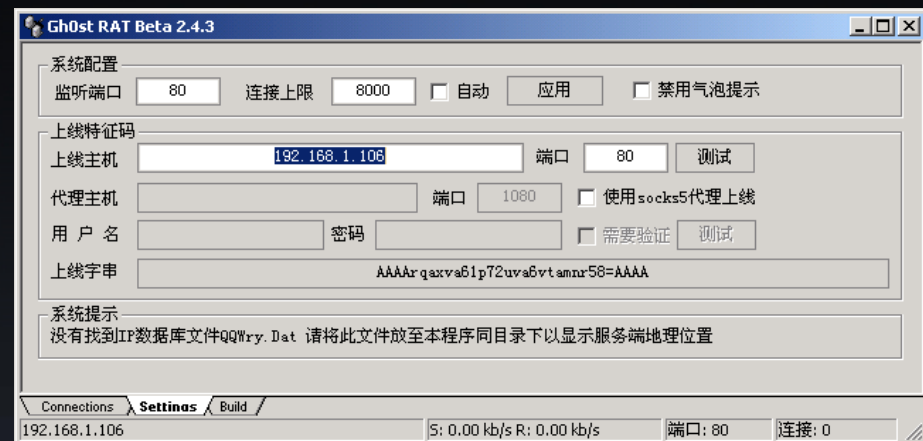 Gh0st RAT Beta 2.4.3
系统配置
监听端口 80 连接上限 8000 自动 应用 禁用气泡提示
上线特征码
上线主机 192.168.1.106 端口 80 测试
代理主机 端口 1080 使用socks5代理上线
用 户 名 密码 需要验证 测试
上线字串 AAAArqaxva61p72uva6vtamnr58=AAAA
系统提示
没有找到IP数据库文件QQWry.Dat 请将此文件放至本程序同目录下以显示服务端地理位置
Connections Settings Build
192.168.1.106 S: 0.00 kb/s R: 0.00 kb/s 端口: 80 连接: 0